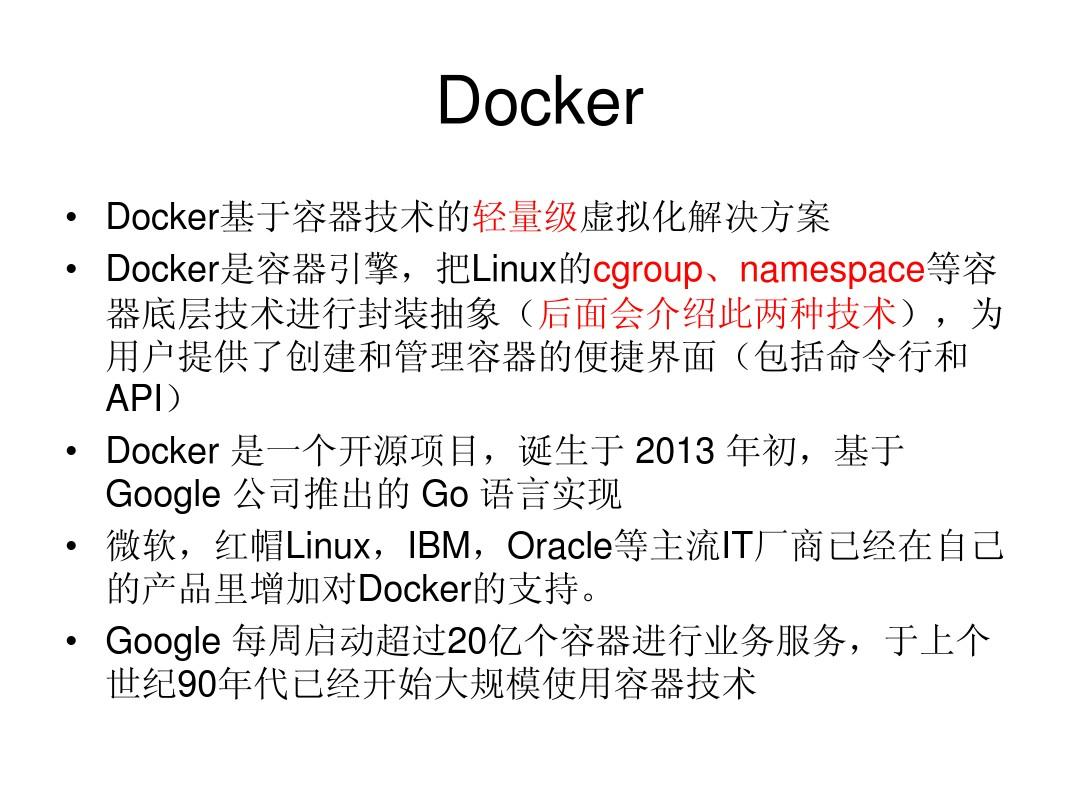 Docker
• Docker基于容器技术的轻量级虚拟化解决方案
• Docker是容器引擎，把Linux的cgroup、namespace等容
器底层技术进行封装抽象（后面会介绍此两种技术），为
用户提供了创建和管理容器的便捷界面（包括命令行和
API）
• Docker 是一个开源项目，诞生于 2013 年初，基于
Google 公司推出的 Go 语言实现
• 微软，红帽Linux，IBM，Oracle等主流IT厂商已经在自己
的产品里增加对Docker的支持。
• Google 每周启动超过20亿个容器进行业务服务，于上个
世纪90年代已经开始大规模使用容器技术